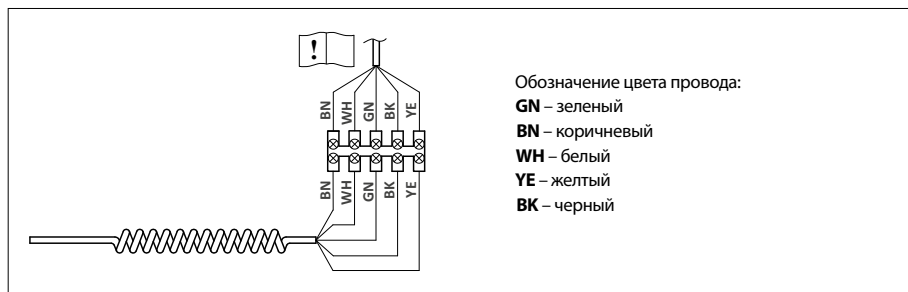 !
BN WH GN BK YE
BN WH GN BK YE
Обозначение цвета провода:
GN – зеленый
BN – коричневый
WH – белый
YE – желтый
BK – черный